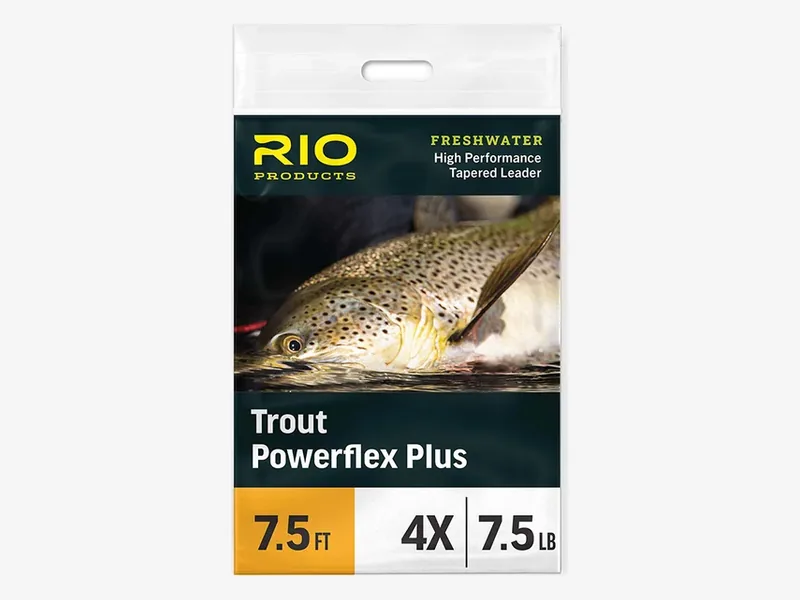 RIO
PRODUCTS
FRESHWATER
High Performance
Tapered Leader
Trout
Powerflex Plus
7.5 FT
4X
7.5 LB